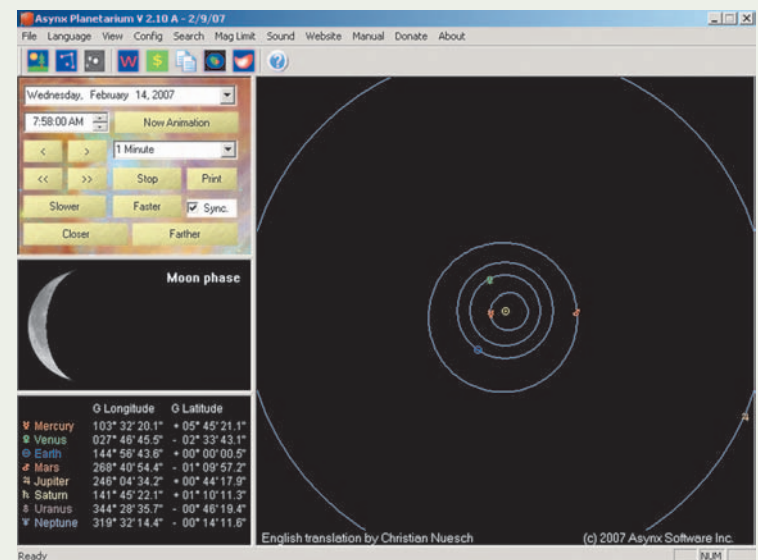 Asynx Planetarium V 2.10 A - 2/9/07
File Language View Config Search Mag Limit Sound Website Manual Donate About
W $ ?
Wednesday, February 14, 2007
7:58:00 AM Now Animation
< > 1 Minute
<< >> Stop Print
Slower Faster Sync.
Closer Farther
Moon phase
G Longitude G Latitude
☿ Mercury 103° 32' 20.1" + 05° 45' 21.1"
♀ Venus 027° 46' 45.5" - 02° 33' 43.1"
⊕ Earth 144° 56' 43.6" + 00° 00' 00.5"
♂ Mars 268° 40' 54.4" - 01° 09' 57.2"
♃ Jupiter 246° 04' 34.2" + 00° 44' 17.9"
♄ Saturn 141° 45' 22.1" + 01° 10' 11.3"
♅ Uranus 344° 28' 35.7" - 00° 46' 19.4"
♆ Neptune 319° 32' 14.4" - 00° 14' 11.6"
English translation by Christian Nuesch (c) 2007 Asynx Software Inc.
Ready NUM